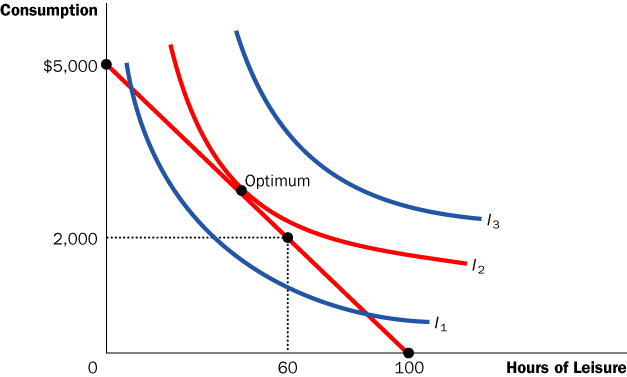 Consumption
$5,000
Optimum
I3
2,000
I2
I1
0
60
100
Hours of Leisure